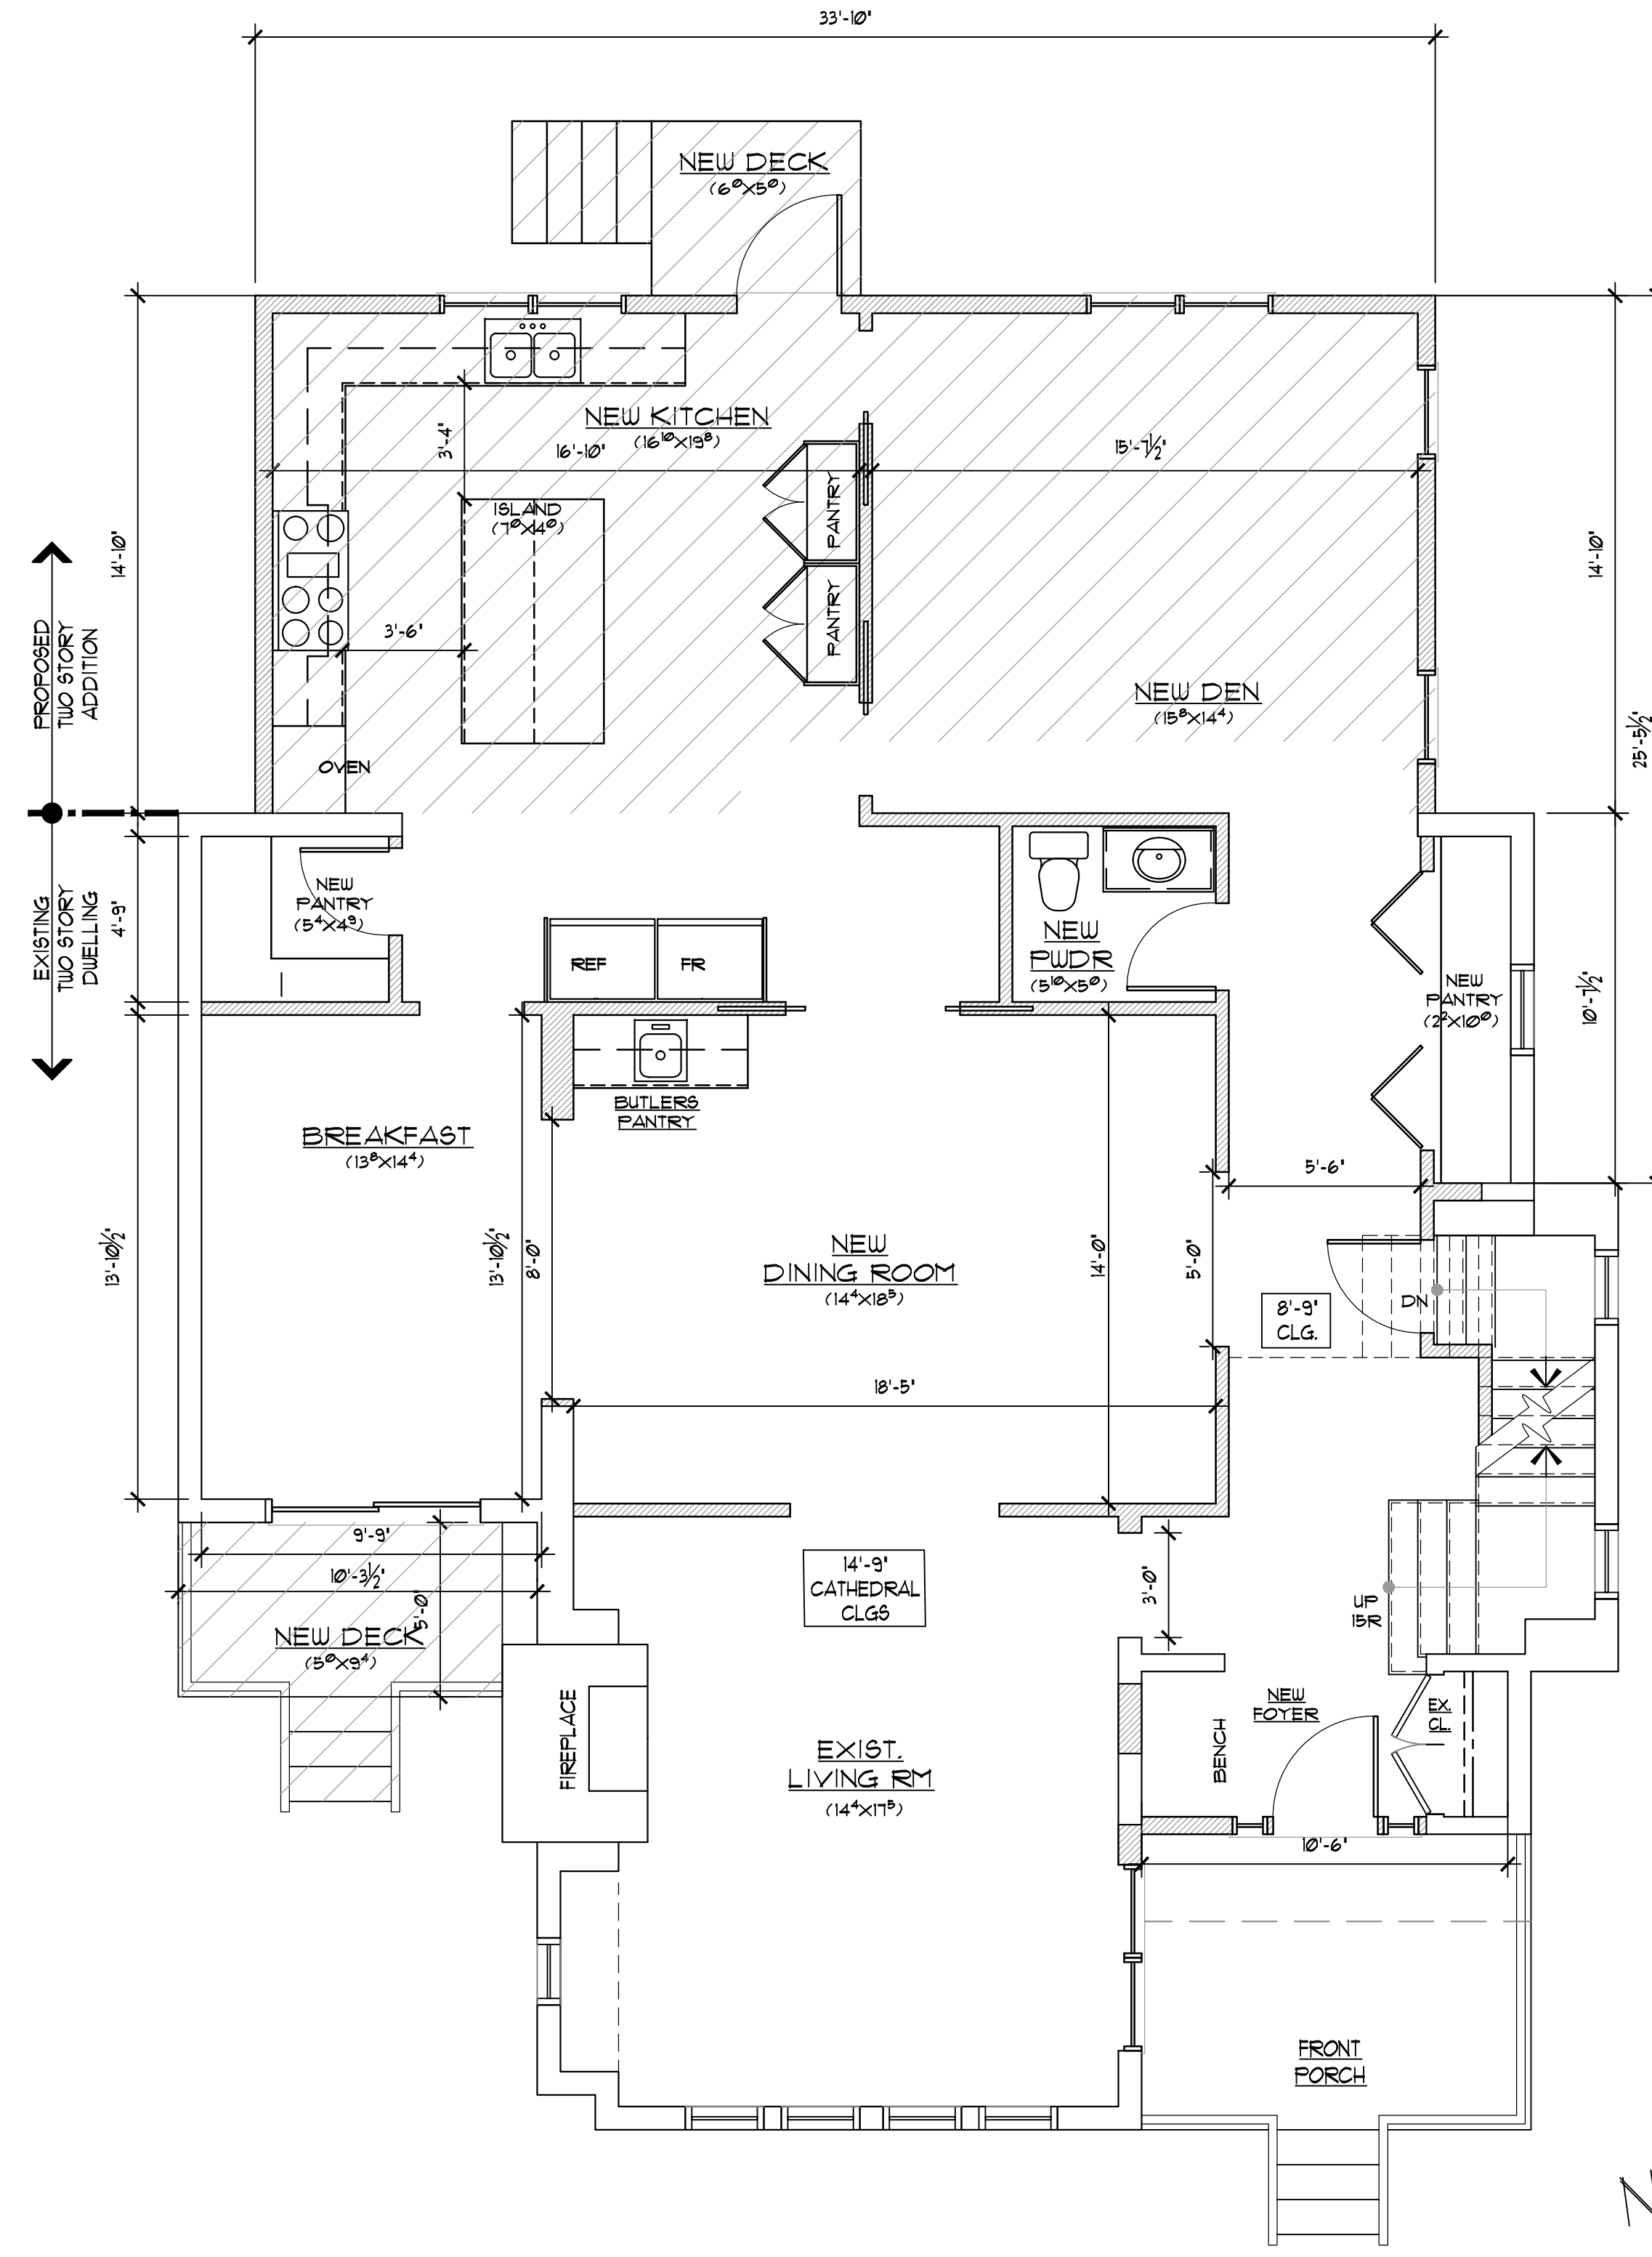 33'-10"
NEW DECK
(6⁰X5⁰)
NEW KITCHEN
(16¹⁰X19⁸)
3'-4"
16'-10"
15'-7½"
ISLAND
(7⁰X4⁰)
PANTRY
PANTRY
3'-6"
14'-10"
14'-10"
PROPOSED
TWO STORY
ADDITION
NEW DEN
(15⁸X14⁴)
25'-5½"
OVEN
EXISTING
TWO STORY
DWELLING
4'-9"
NEW
PANTRY
(5⁴X4⁹)
REF
FR
NEW
PWDR
(5¹⁰X5⁰)
NEW
PANTRY
(2²X10⁰)
10'-7½"
BUTLERS
PANTRY
BREAKFAST
(13⁸X14⁴)
5'-6"
13'-10½"
13'-10½"
8'-0"
NEW
DINING ROOM
(14⁴X18⁵)
14'-0"
5'-0"
8'-9"
CLG.
DN
18'-5"
9'-9"
10'-3½"
5'-0"
NEW DECK
(5⁰X9⁴)
14'-9"
CATHEDRAL
CLGS
3'-0"
UP
15R
FIREPLACE
EXIST.
LIVING RM
(14⁴X17⁵)
BENCH
NEW
FOYER
EX.
CL.
10'-6"
FRONT
PORCH